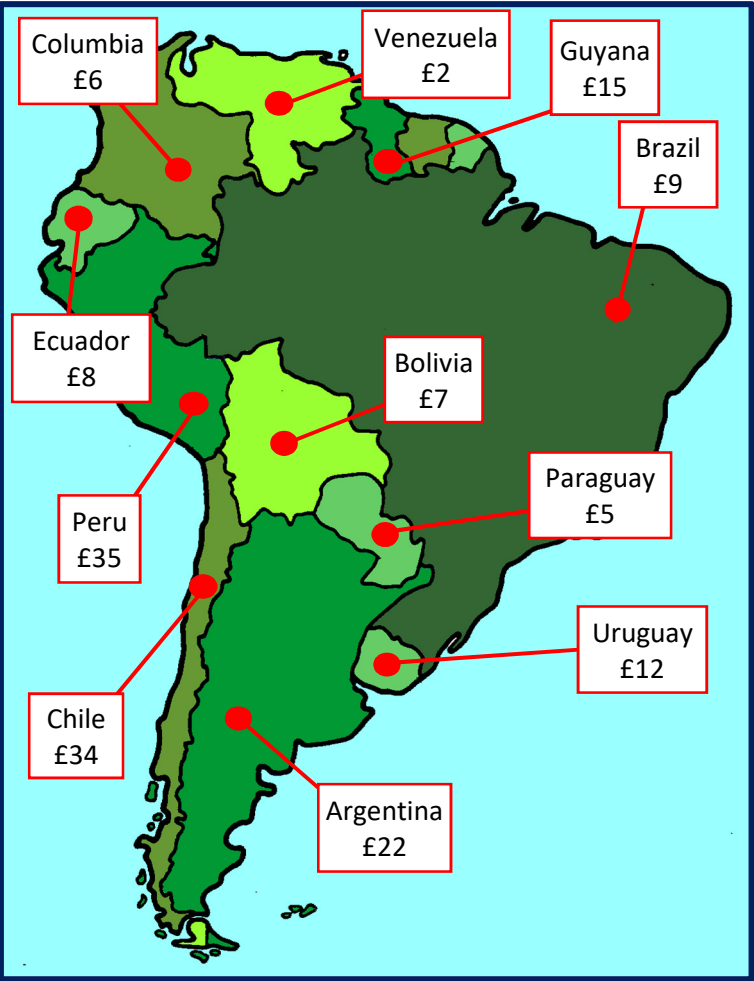 Columbia
£6
Venezuela
£2
Guyana
£15
Brazil
£9
Ecuador
£8
Bolivia
£7
Paraguay
£5
Peru
£35
Uruguay
£12
Chile
£34
Argentina
£22